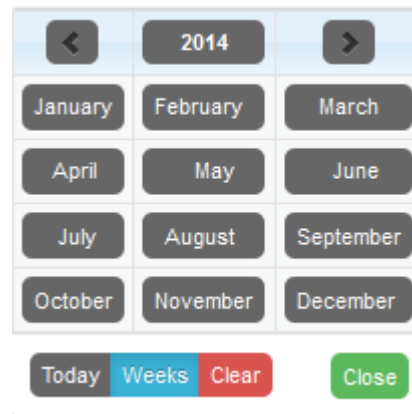 2014
January February March
April May June
July August September
October November December
Today Weeks Clear Close